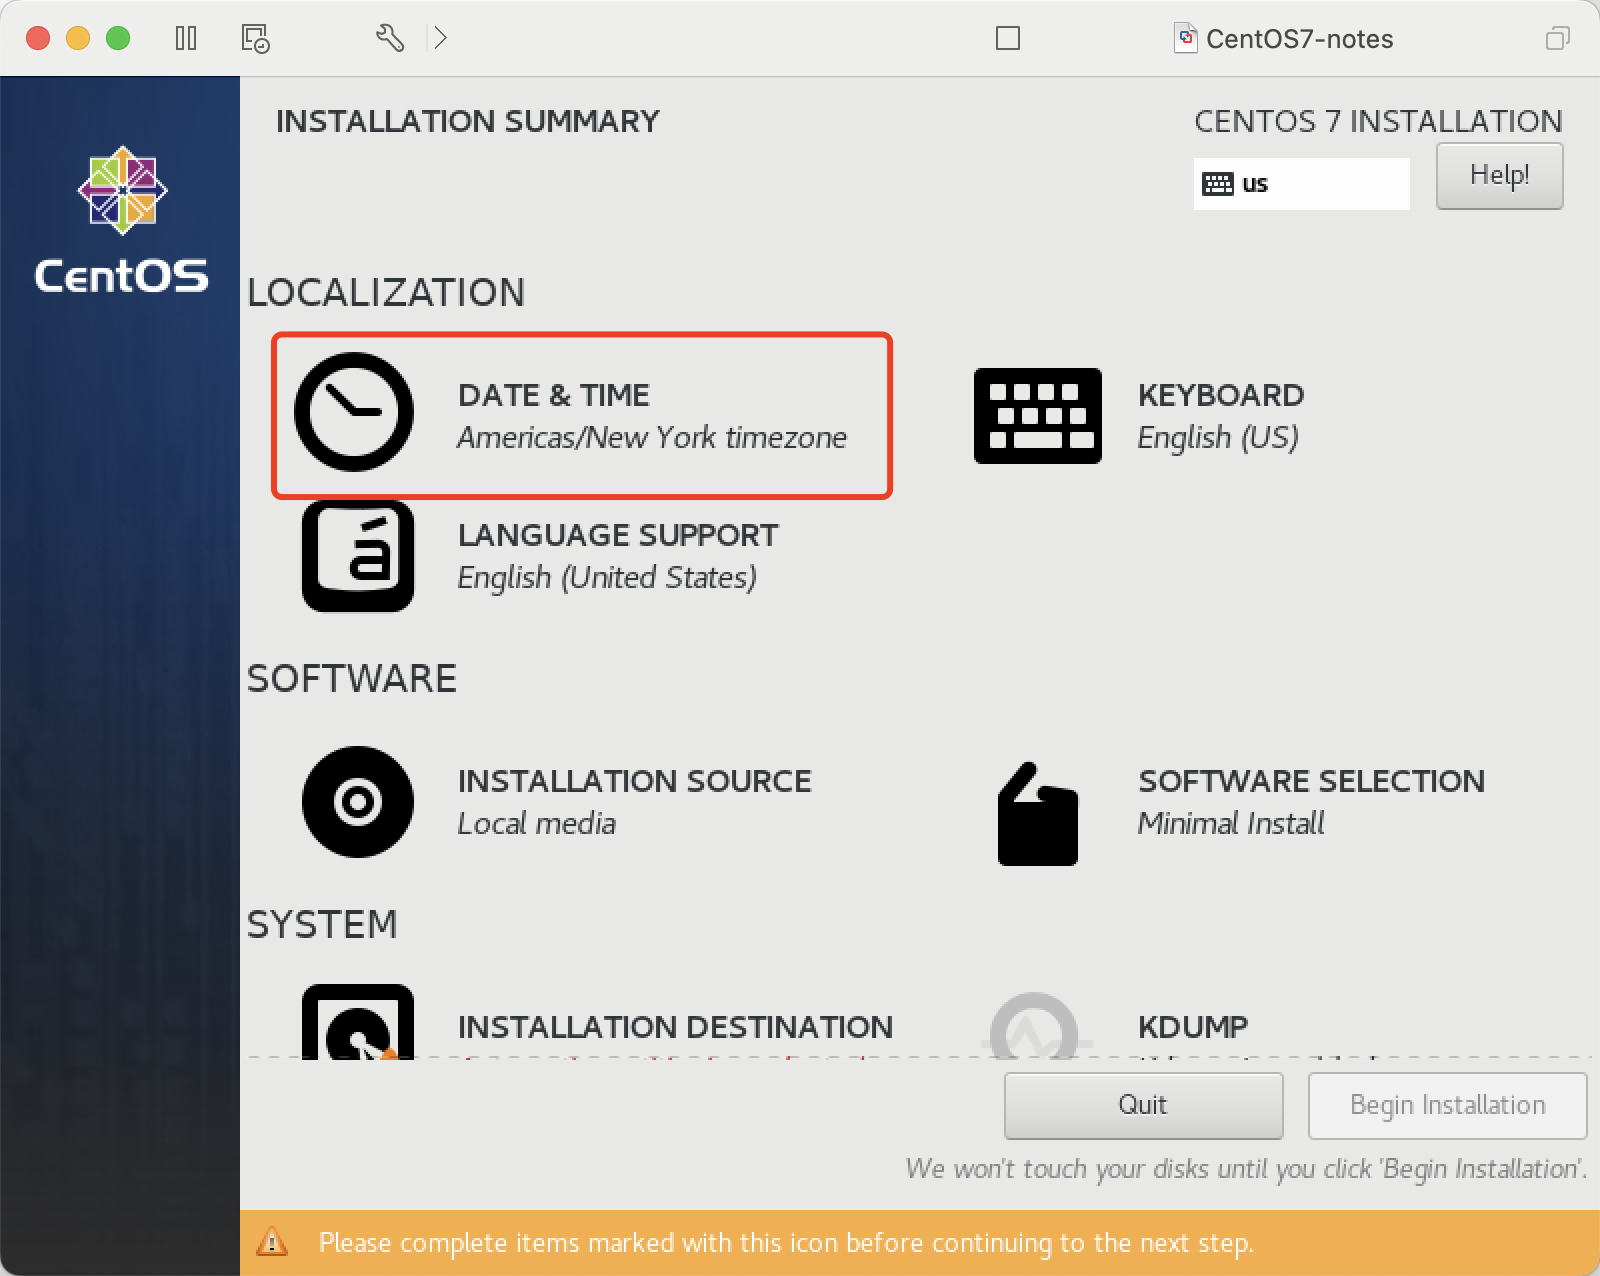 CentOS7-notes
INSTALLATION SUMMARY
CENTOS 7 INSTALLATION
us
Help!
CentOS
LOCALIZATION
DATE & TIME
Americas/New York timezone
KEYBOARD
English (US)
LANGUAGE SUPPORT
English (United States)
SOFTWARE
INSTALLATION SOURCE
Local media
SOFTWARE SELECTION
Minimal Install
SYSTEM
INSTALLATION DESTINATION
KDUMP
Quit
Begin Installation
We won't touch your disks until you click 'Begin Installation'.
Please complete items marked with this icon before continuing to the next step.